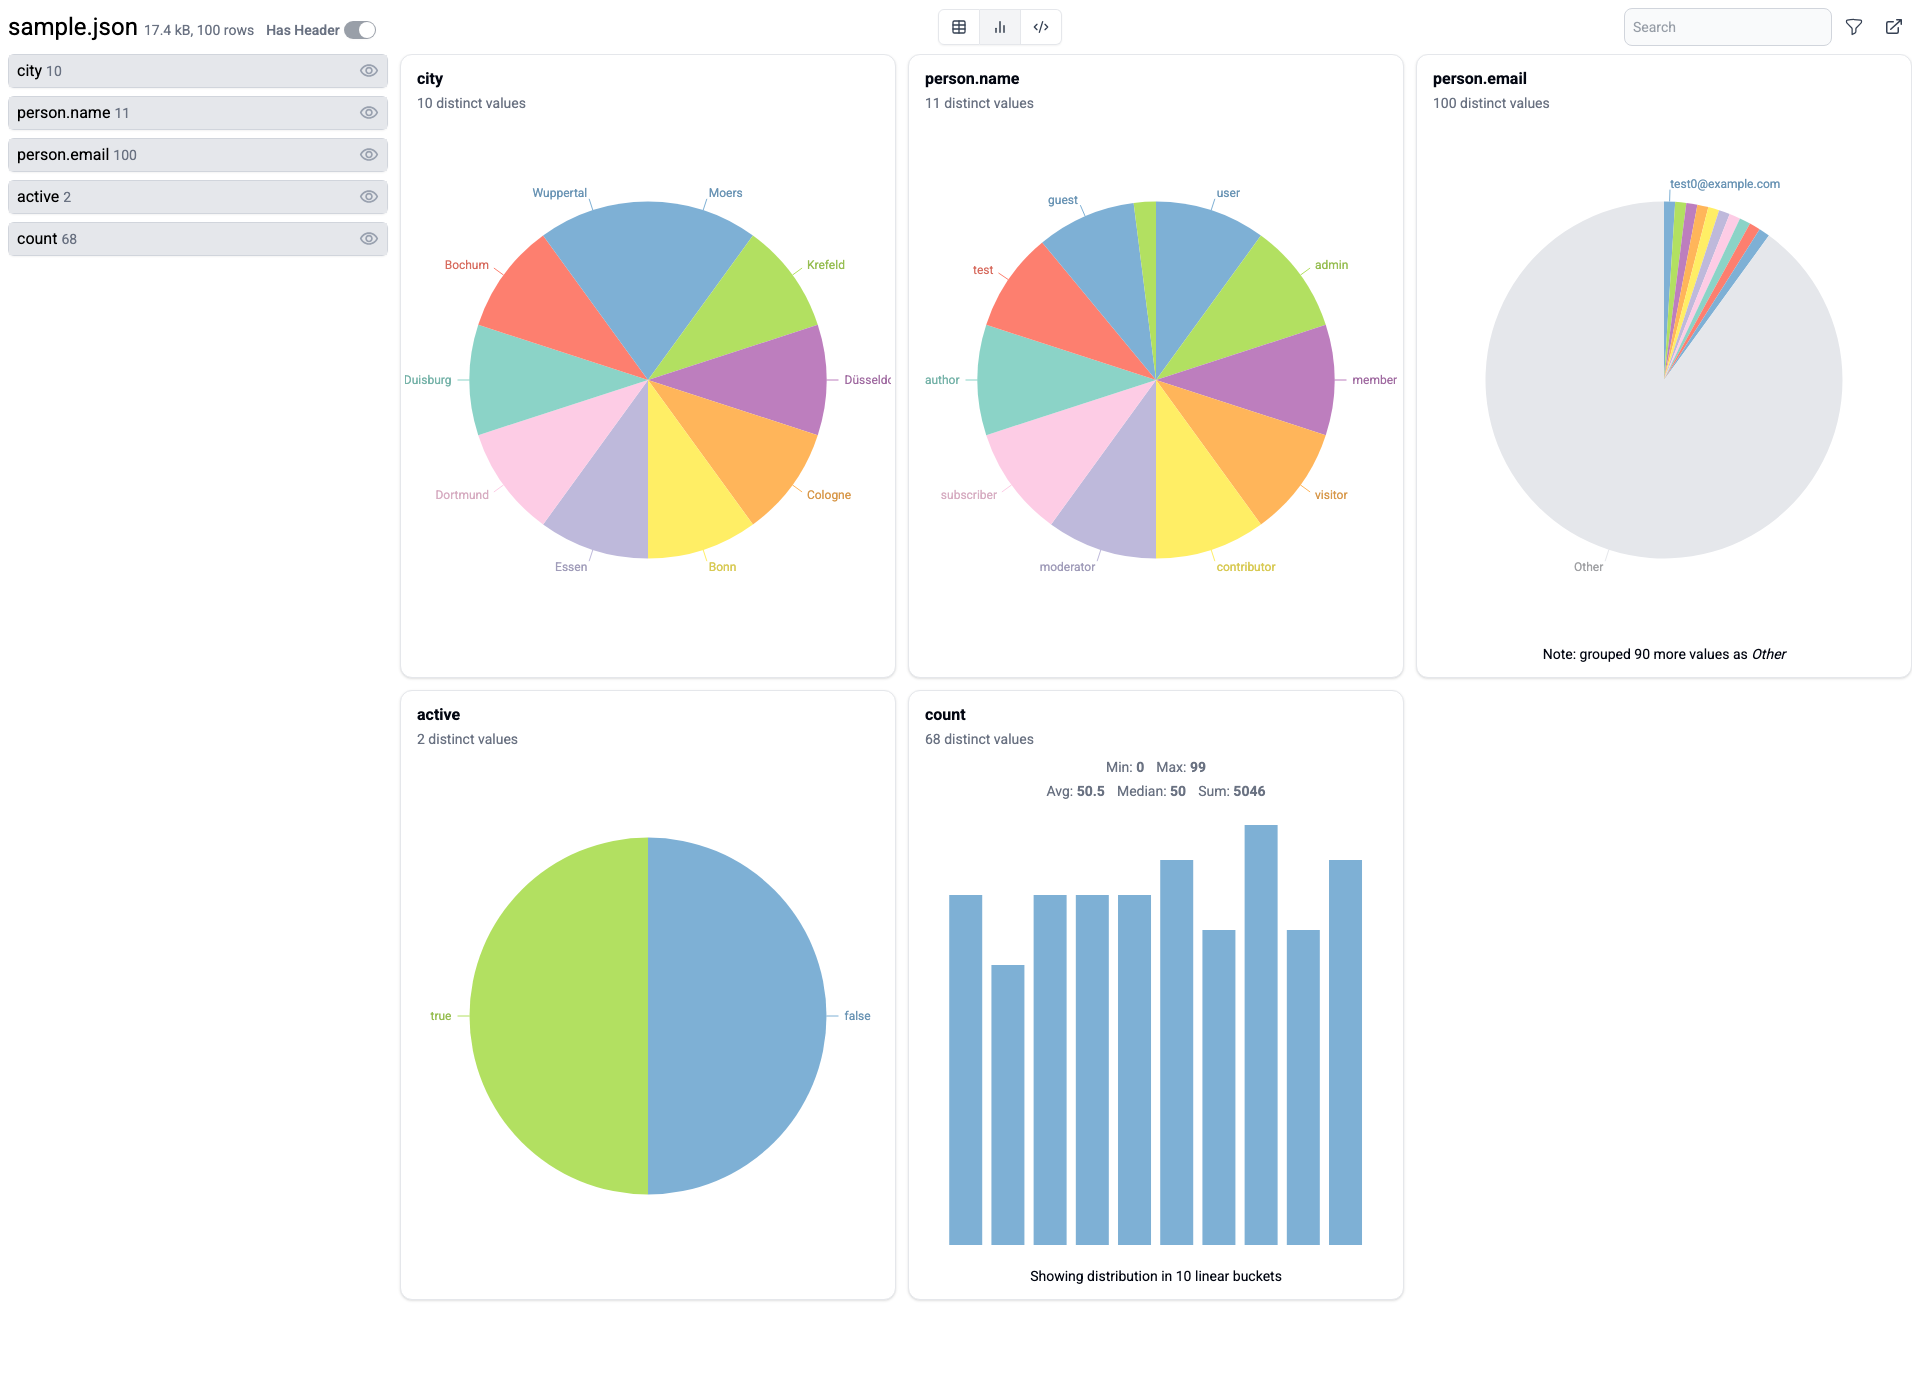 sample.json 17.4 kB, 100 rows Has Header
Search
city 10
person.name 11
person.email 100
active 2
count 68
city
10 distinct values
Wuppertal
Moers
Bochum
Krefeld
Duisburg
Düsseldo
Dortmund
Cologne
Essen
Bonn
person.name
11 distinct values
guest
user
test
admin
author
member
subscriber
visitor
moderator
contributor
person.email
100 distinct values
test0@example.com
Other
Note: grouped 90 more values as Other
active
2 distinct values
true
false
count
68 distinct values
Min: 0 Max: 99
Avg: 50.5 Median: 50 Sum: 5046
Showing distribution in 10 linear buckets